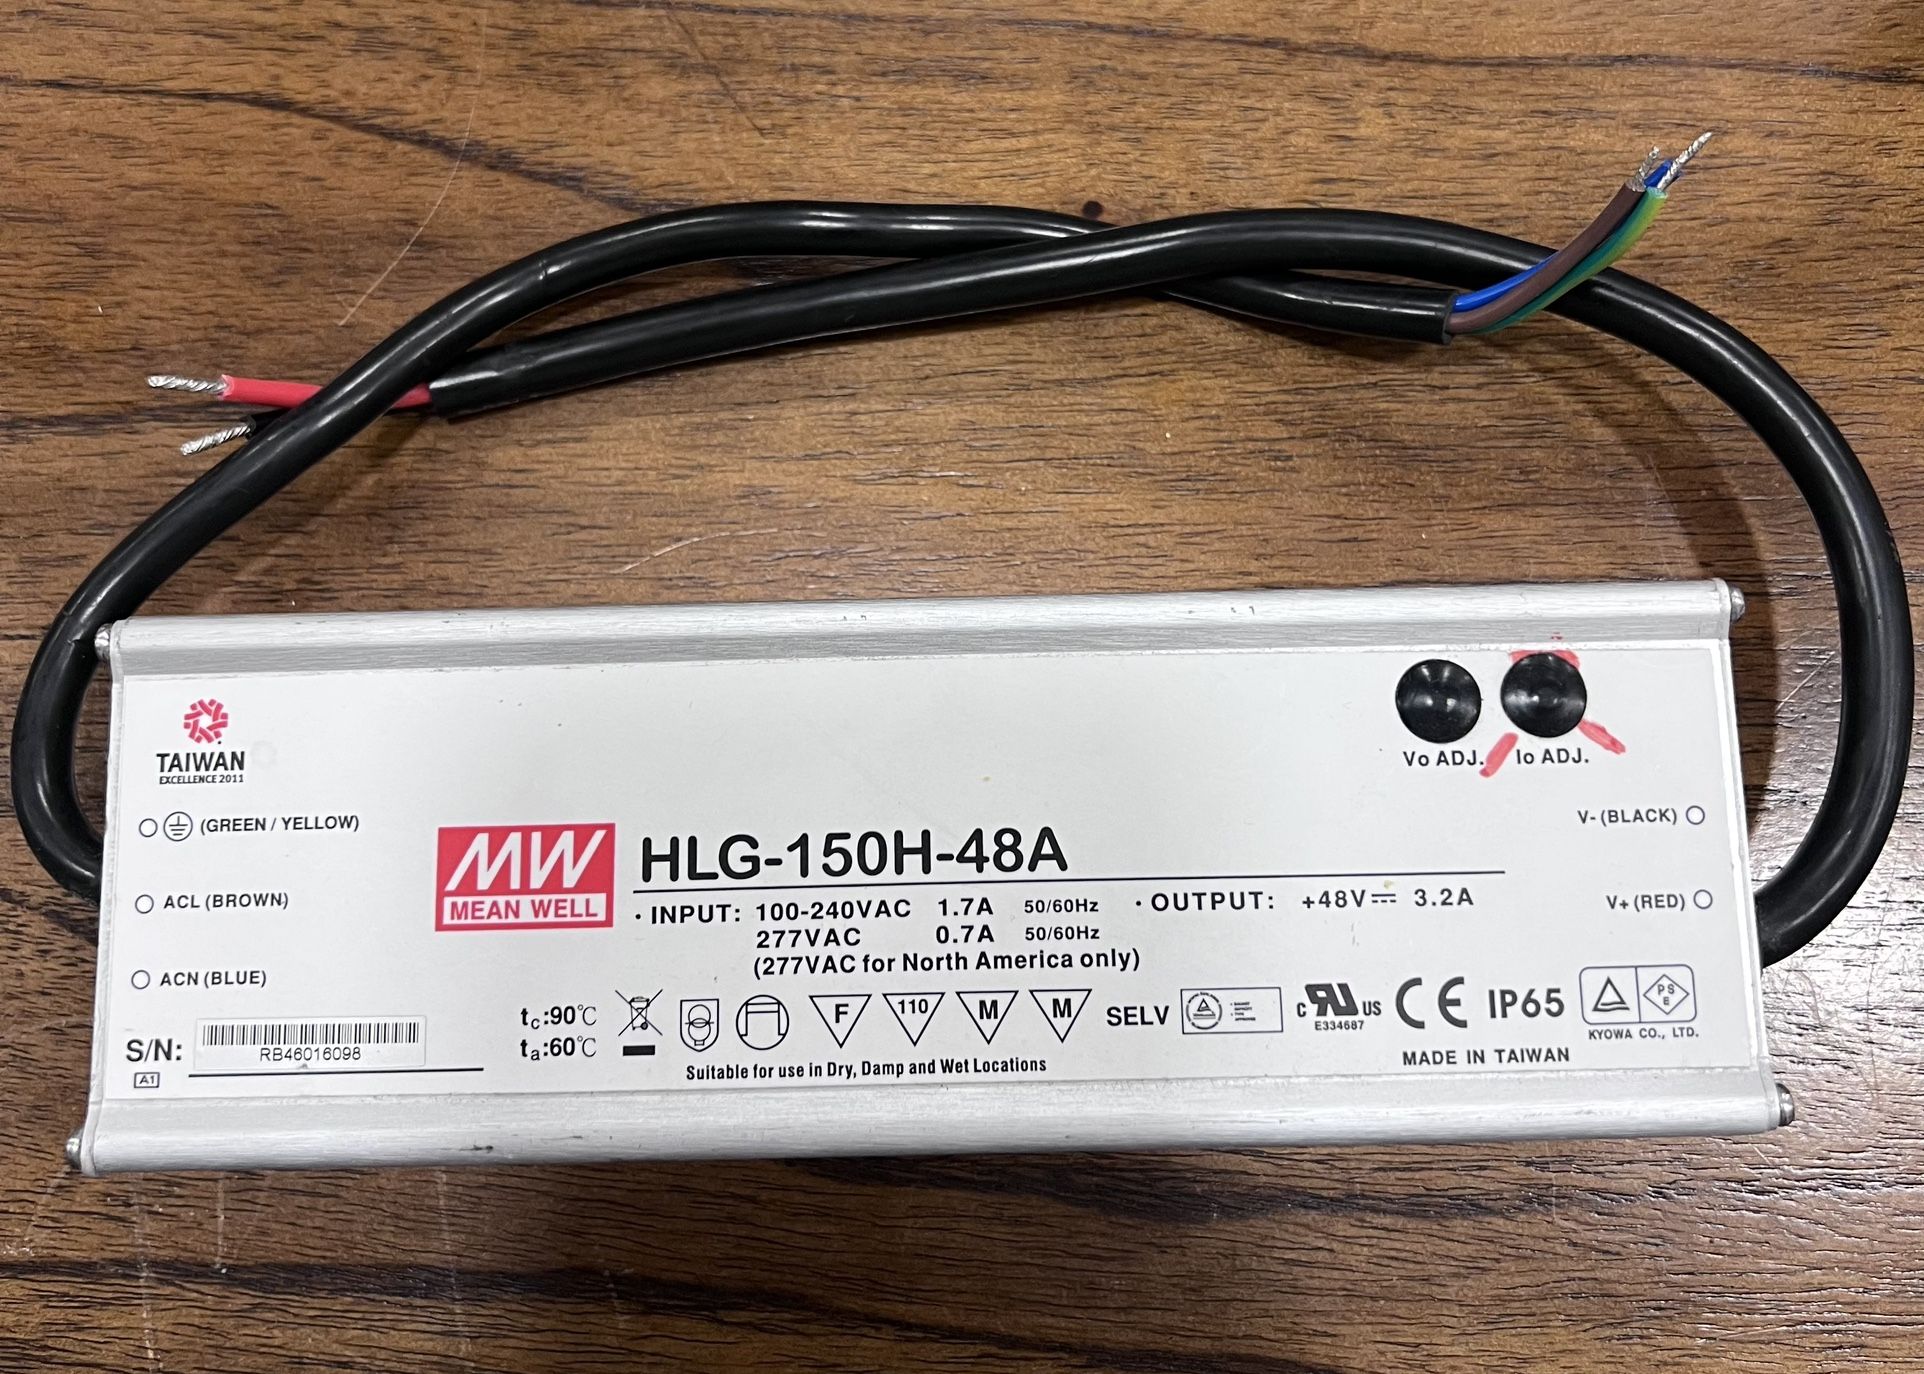 TAIWAN
EXCELLENCE 2011
Vo ADJ.
Io ADJ.
(GREEN / YELLOW)
ACL (BROWN)
ACN (BLUE)
V- (BLACK)
V+ (RED)
MW
MEAN WELL
HLG-150H-48A
· INPUT: 100-240VAC 1.7A 50/60Hz
277VAC 0.7A 50/60Hz
(277VAC for North America only)
· OUTPUT: +48V⎓ 3.2A
tc:90℃
ta:60℃
F
110
M
M
SELV
c RU US
E334687
CE
IP65
PS
E
KYOWA CO., LTD.
S/N:
RB46016098
A1
Suitable for use in Dry, Damp and Wet Locations
MADE IN TAIWAN